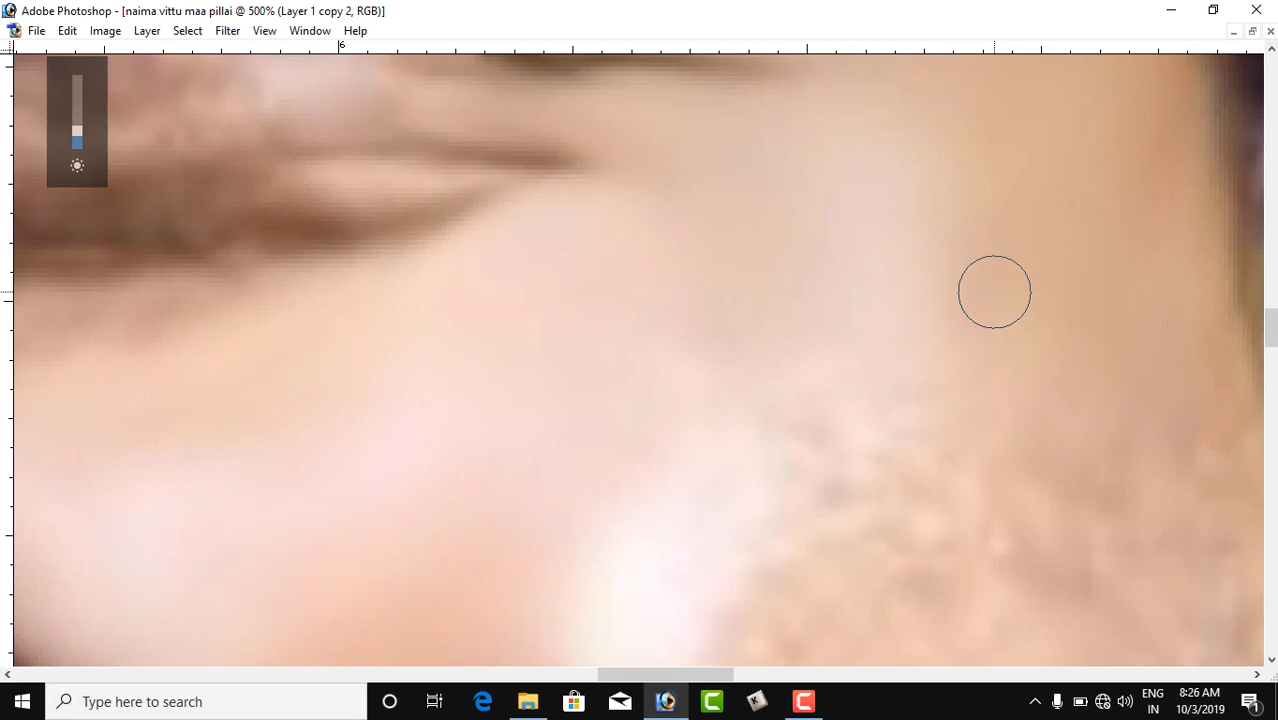 Adobe Photoshop - [naima vittu maa pillai @ 500% (Layer 1 copy 2, RGB)]
File Edit Image Layer Select Filter View Window Help
6
Type here to search
ENG 8:26 AM
IN 10/3/2019
1